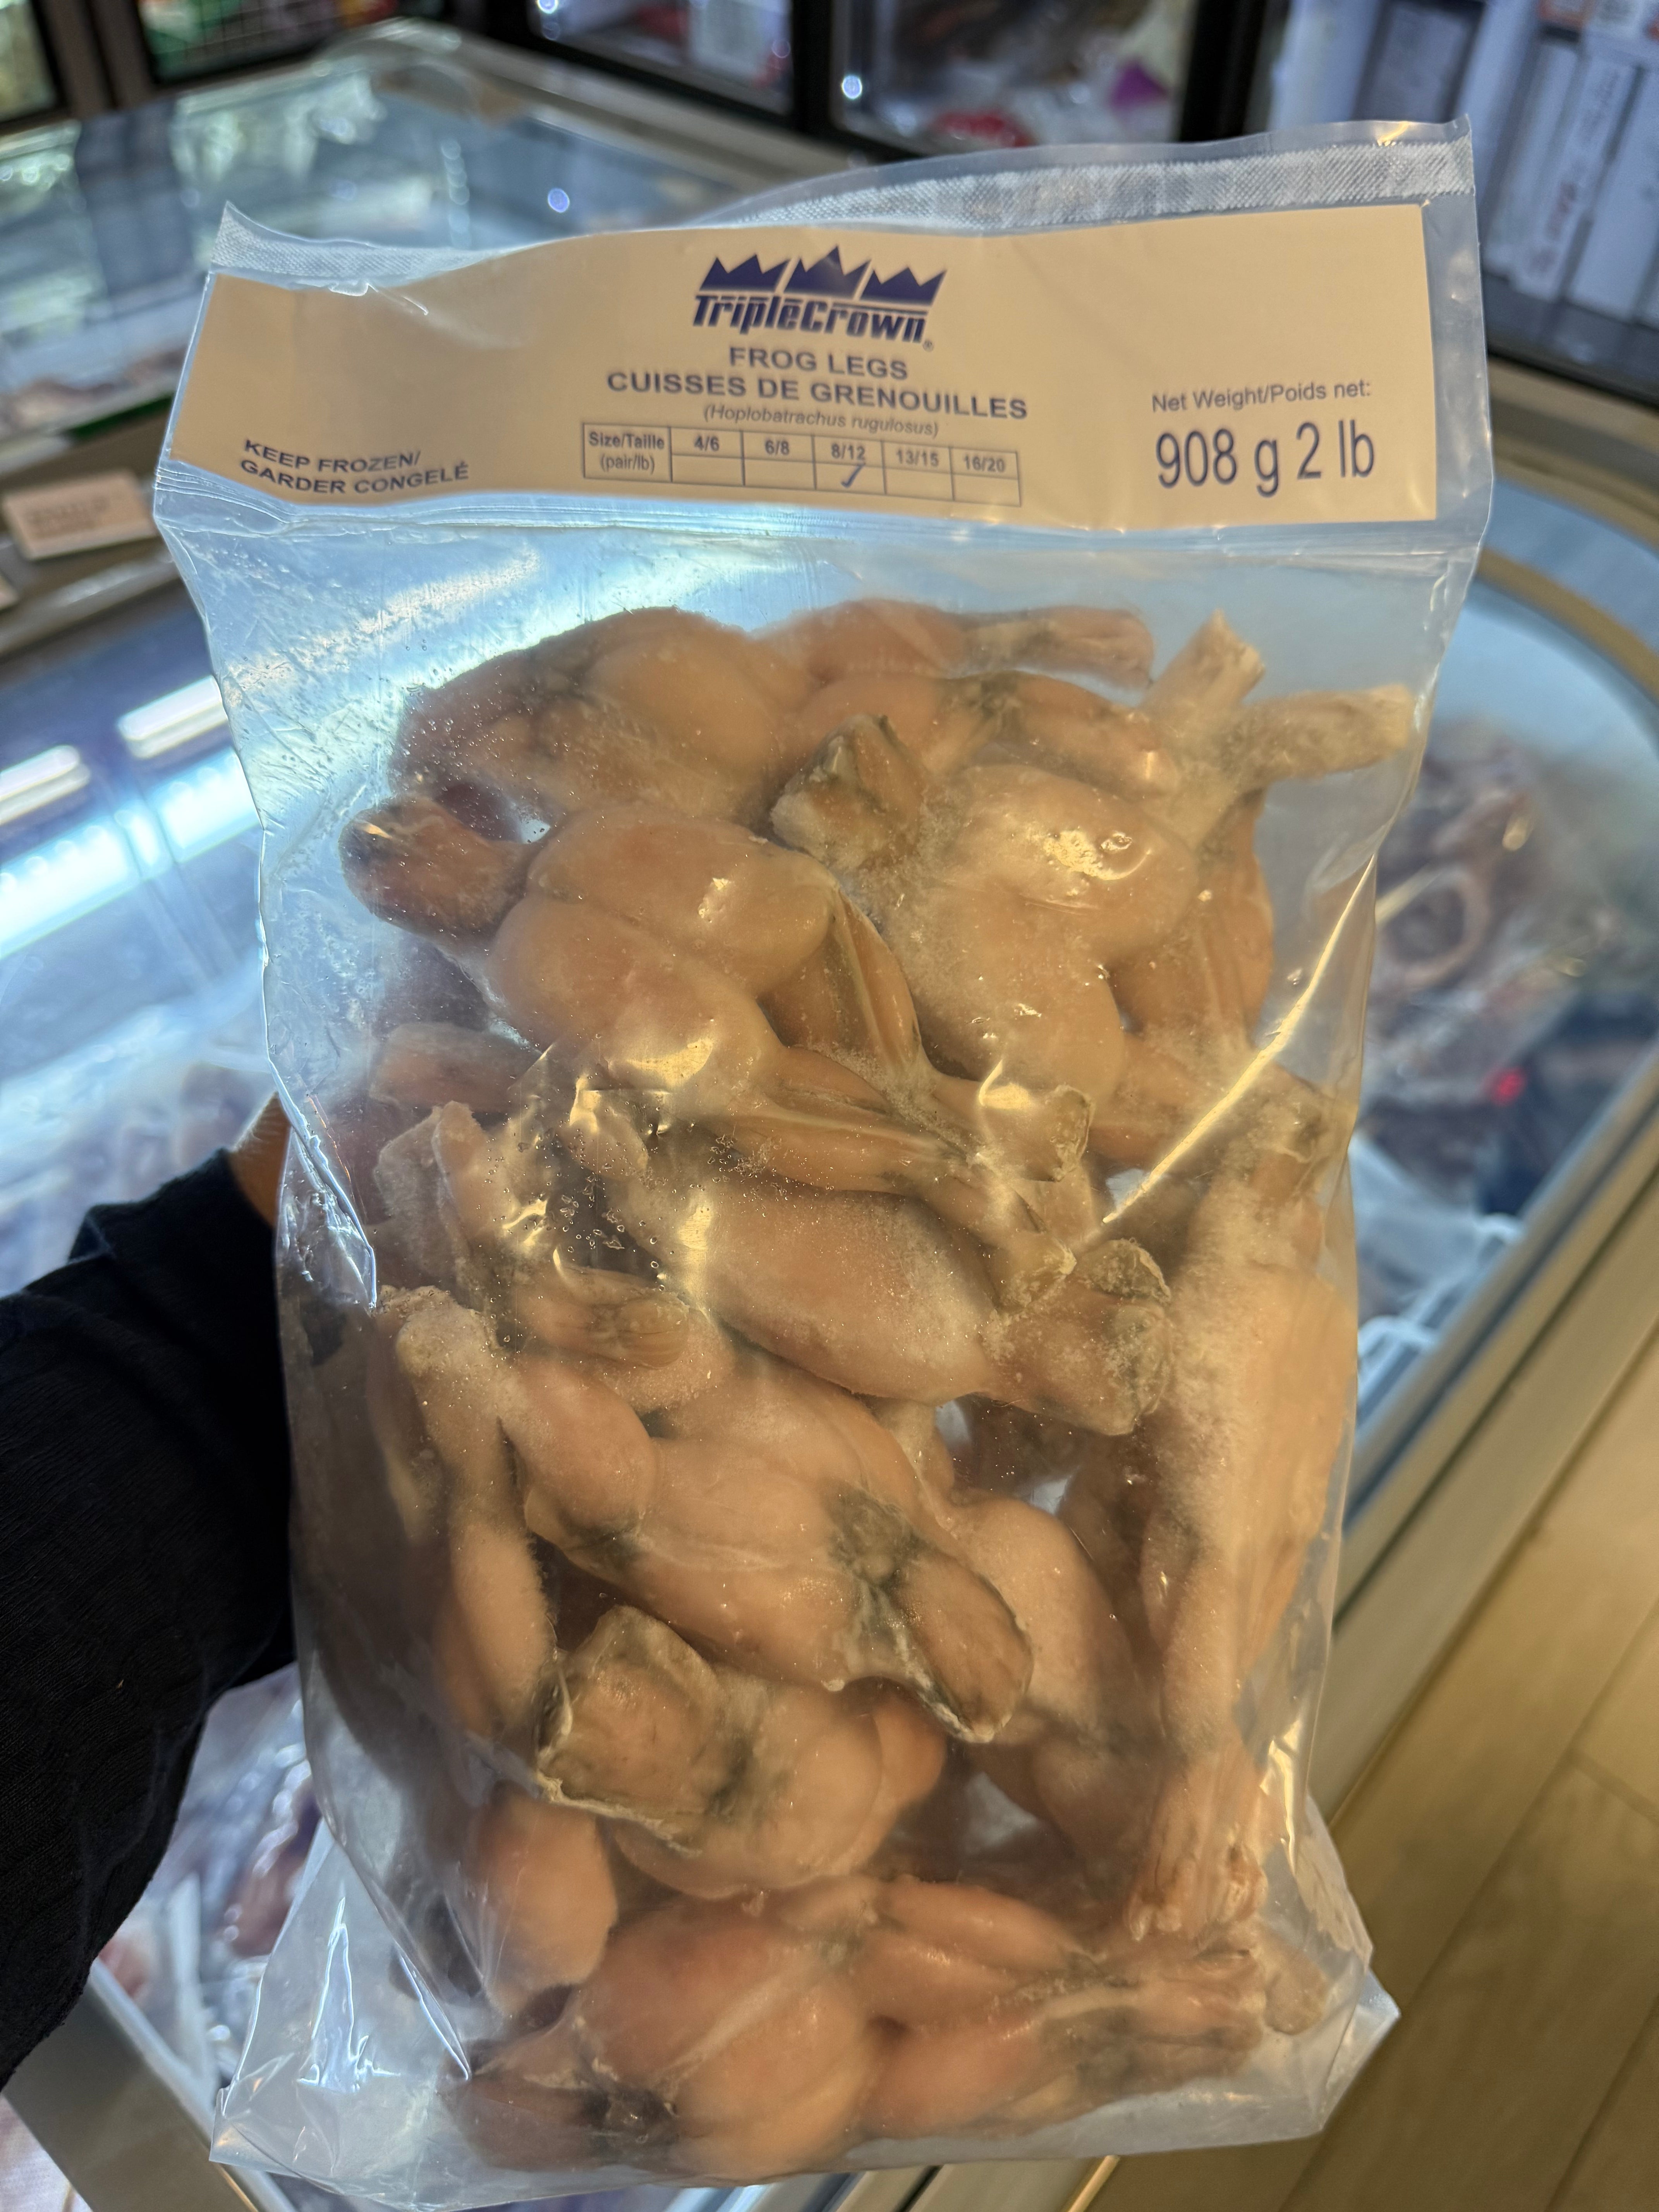 TripleCrown®
FROG LEGS
CUISSES DE GRENOUILLES
(Hoplobatrachus rugulosus)
Size/Taille (pair/lb) 4/6 6/8 8/12 13/15 16/20
✓
KEEP FROZEN/
GARDER CONGELÉ
Net Weight/Poids net:
908 g 2 lb